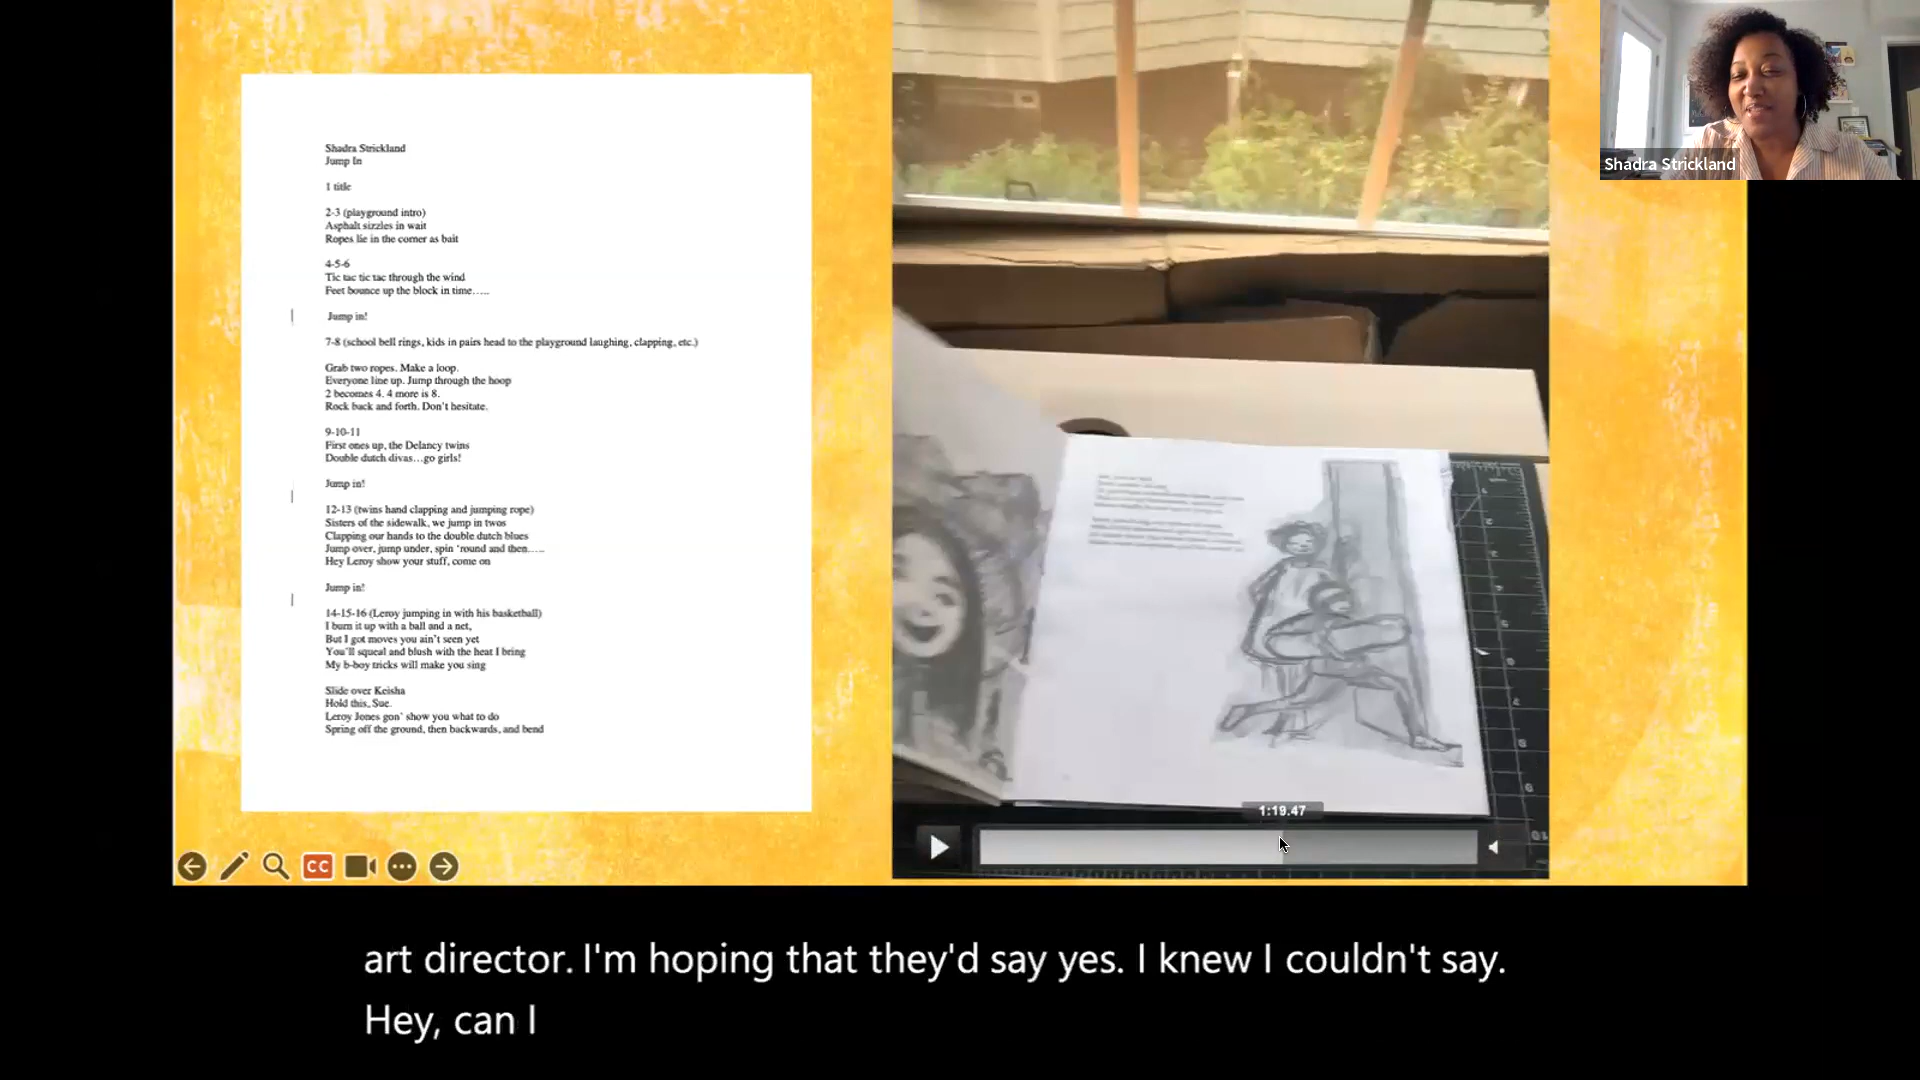 Shadra Strickland
Jump In
1 title
2-3 (playground intro)
Asphalt sizzles in wait
Ropes lie in the corner as bait
4-5-6
Tic tac tic tac through the wind
Feet bounce up the block in time…..
Jump in!
7-8 (school bell rings, kids in pairs head to the playground laughing, clapping, etc.)
Grab two ropes. Make a loop.
Everyone line up. Jump through the hoop
2 becomes 4. 4 more is 8.
Rock back and forth. Don't hesitate.
9-10-11
First ones up, the Delancy twins
Double dutch divas…go girls!
Jump in!
12-13 (twins hand clapping and jumping rope)
Sisters of the sidewalk, we jump in twos
Clapping our hands to the double dutch blues
Jump over, jump under, spin 'round and then…..
Hey Leroy show your stuff, come on
Jump in!
14-15-16 (Leroy jumping in with his basketball)
I burn it up with a ball and a net,
But I got moves you ain't seen yet
You'll squeal and blush with the heat I bring
My b-boy tricks will make you sing
Slide over Keisha
Hold this, Sue.
Leroy Jones gon' show you what to do
Spring off the ground, then backwards, and bend
1:19.47
CC
Shadra Strickland
art director. I'm hoping that they'd say yes. I knew I couldn't say.
Hey, can I